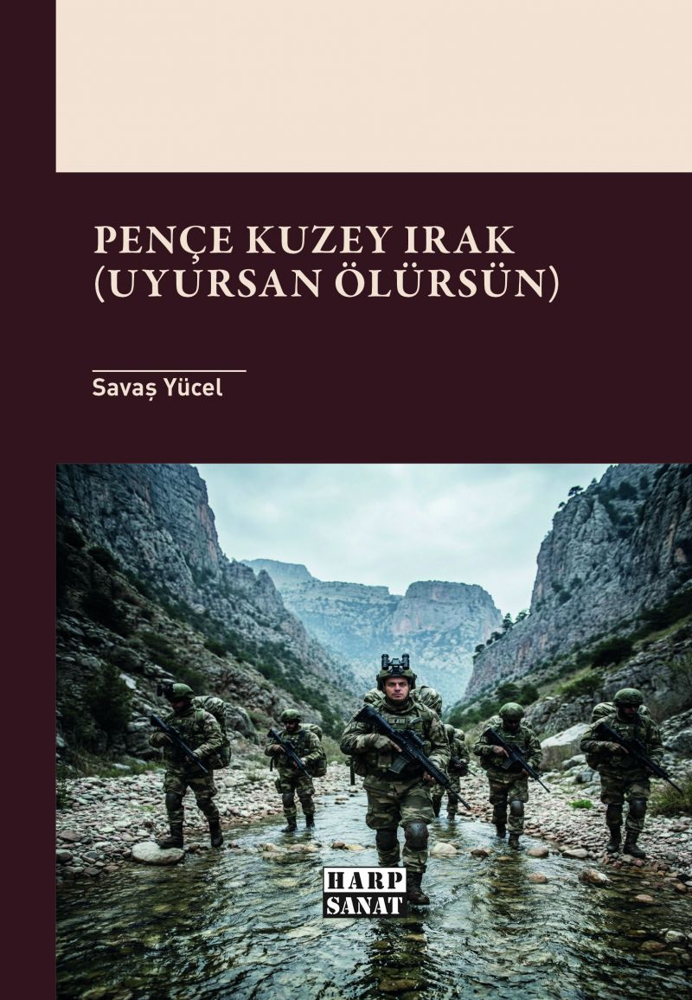 PENÇE KUZEY IRAK
(UYURSAN ÖLÜRSÜN)
Savaş Yücel
HARP
SANAT